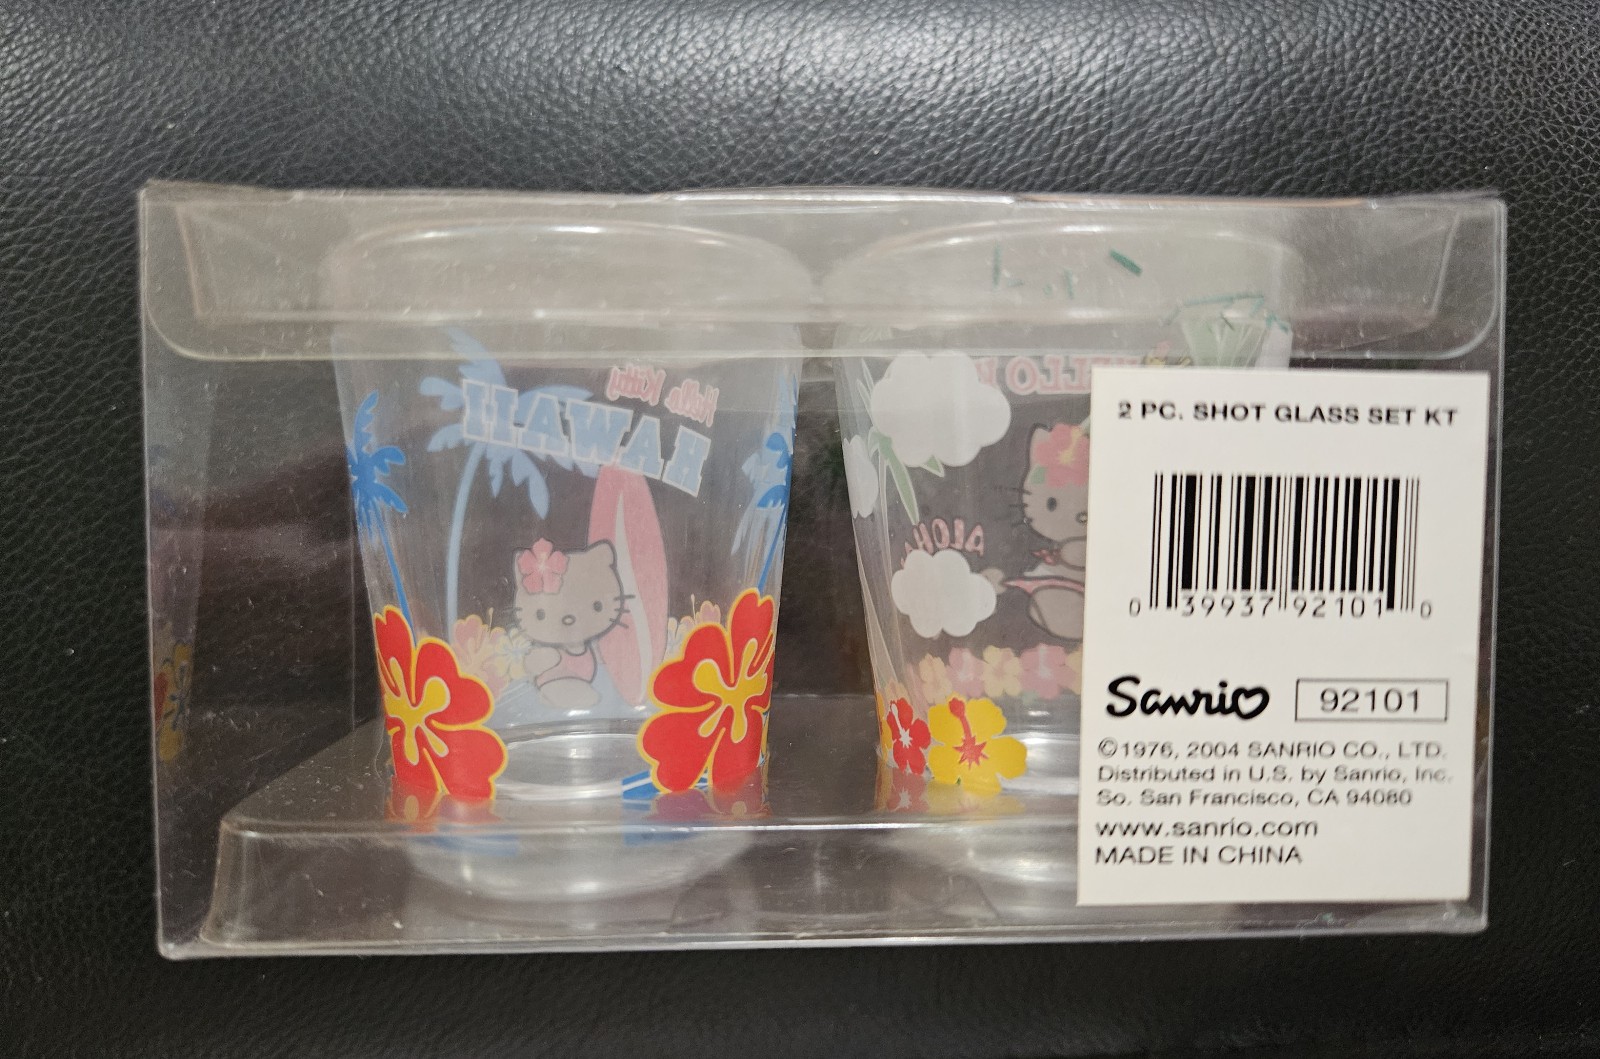 Hello Kitty
HAWAII
HELLO K
ALOHA
2 PC. SHOT GLASS SET KT
0 39937 92101 0
Sanrio 92101
©1976, 2004 SANRIO CO., LTD.
Distributed in U.S. by Sanrio, Inc.
So. San Francisco, CA 94080
www.sanrio.com
MADE IN CHINA